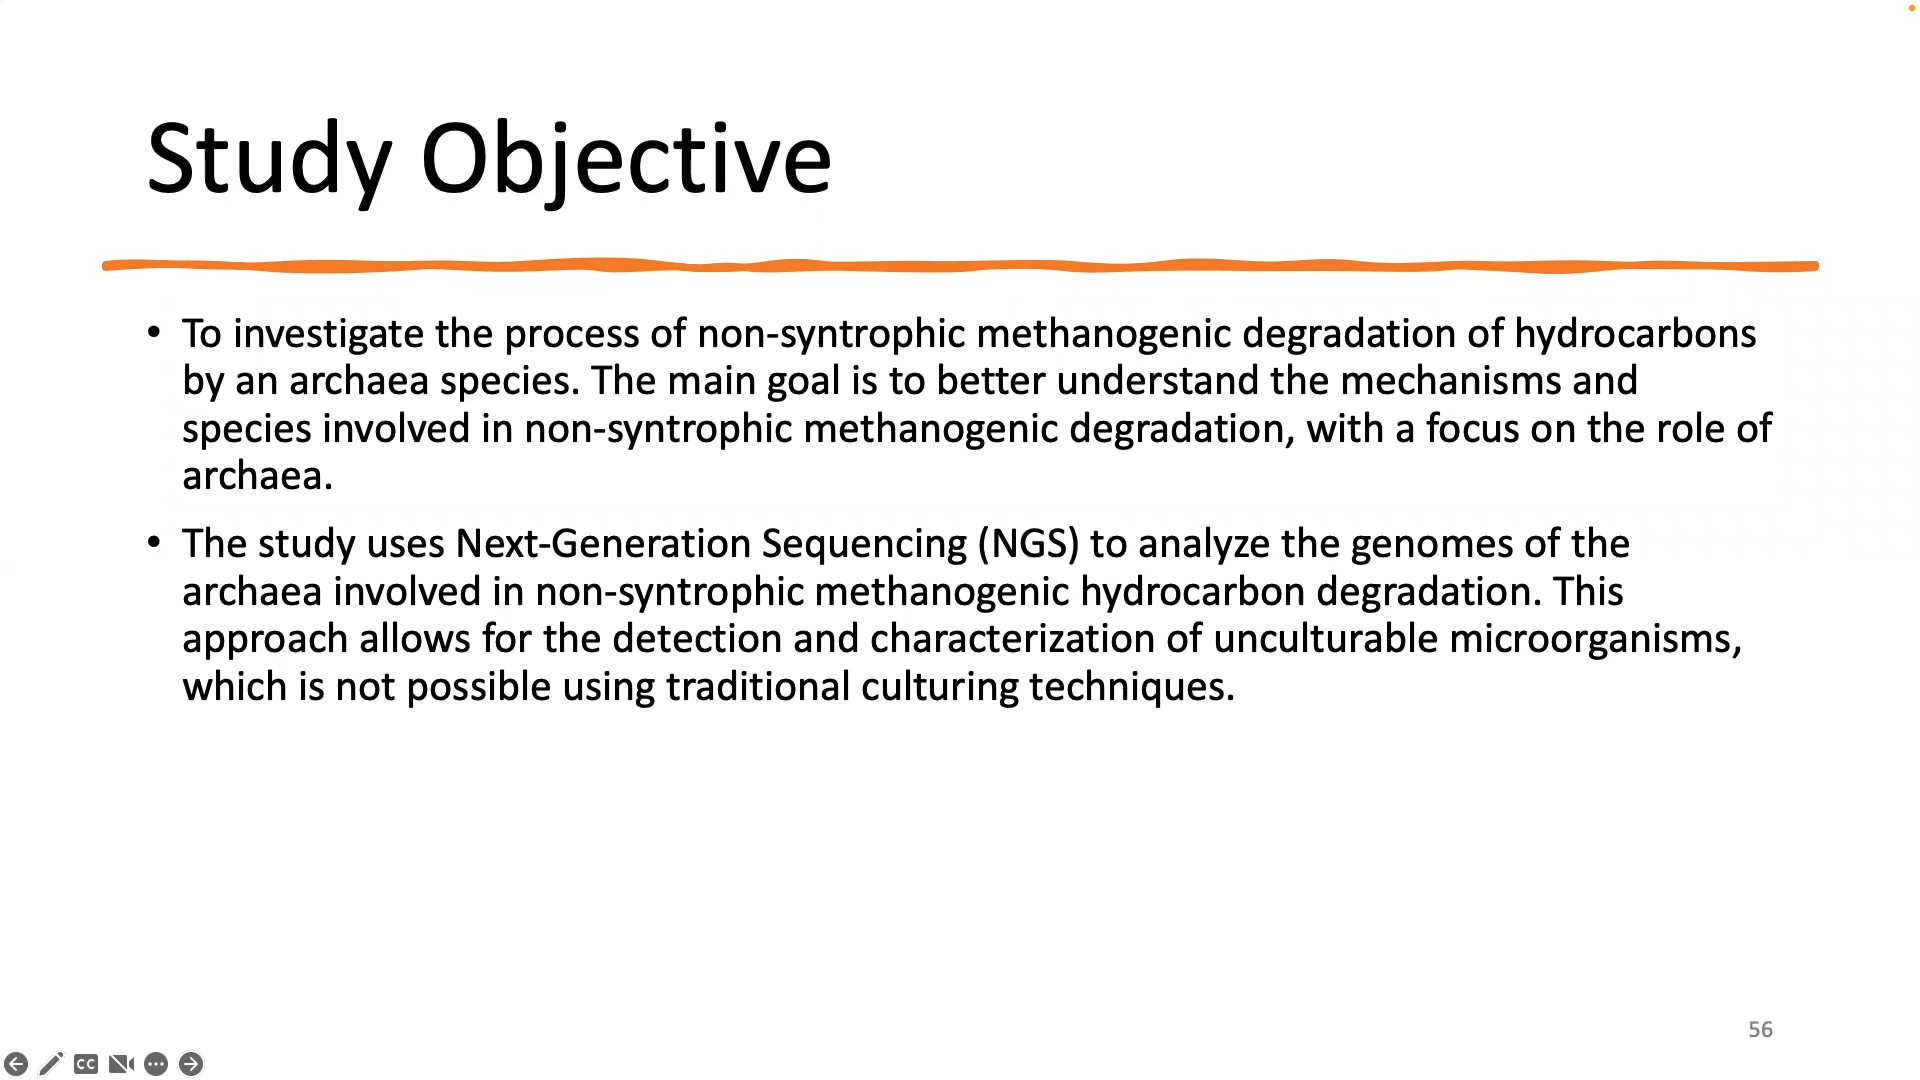 Study Objective
• To investigate the process of non-syntrophic methanogenic degradation of hydrocarbons
by an archaea species. The main goal is to better understand the mechanisms and
species involved in non-syntrophic methanogenic degradation, with a focus on the role of
archaea.
• The study uses Next-Generation Sequencing (NGS) to analyze the genomes of the
archaea involved in non-syntrophic methanogenic hydrocarbon degradation. This
approach allows for the detection and characterization of unculturable microorganisms,
which is not possible using traditional culturing techniques.
56
CC